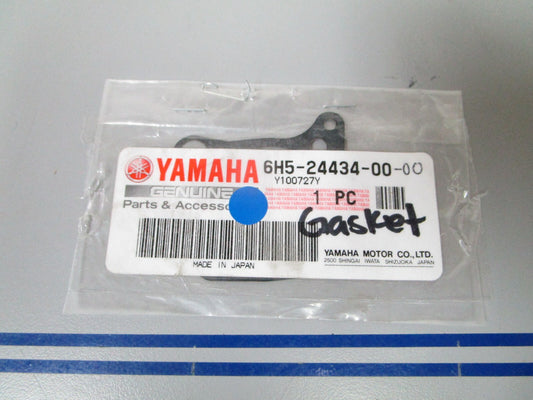 YAMAHA 6H5-24434-00-00
Y100727Y
GENUINE
Parts & Accesso
1 PC
Gasket
MADE IN JAPAN
YAMAHA MOTOR CO.,LTD.
2500 SHINGAI IWATA SHIZUOKA JAPAN